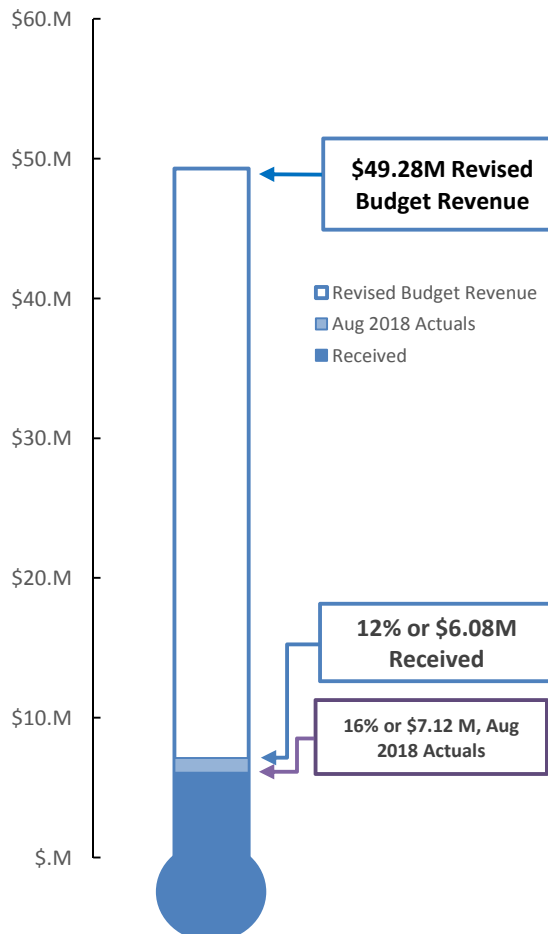 $60.M
$50.M
$49.28M Revised
Budget Revenue
$40.M
Revised Budget Revenue
Aug 2018 Actuals
Received
$30.M
$20.M
12% or $6.08M
Received
$10.M
16% or $7.12 M, Aug
2018 Actuals
$.M